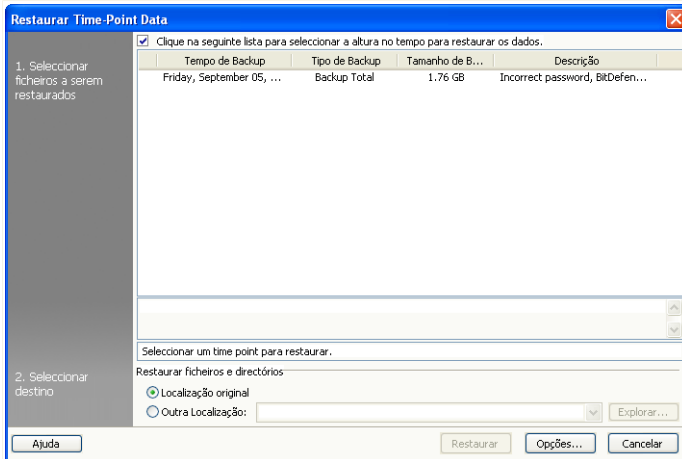 Restaurar Time-Point Data
Clique na seguinte lista para seleccionar a altura no tempo para restaurar os dados.
1. Seleccionar
ficheiros a serem
restaurados
Tempo de Backup Tipo de Backup Tamanho de B... Descrição
Friday, September 05, ... Backup Total 1.76 GB Incorrect password, BitDefen...
Seleccionar um time point para restaurar.
2. Seleccionar
destino
Restaurar ficheiros e directórios
Localização original
Outra Localização: Explorar...
Ajuda Restaurar Opções... Cancelar